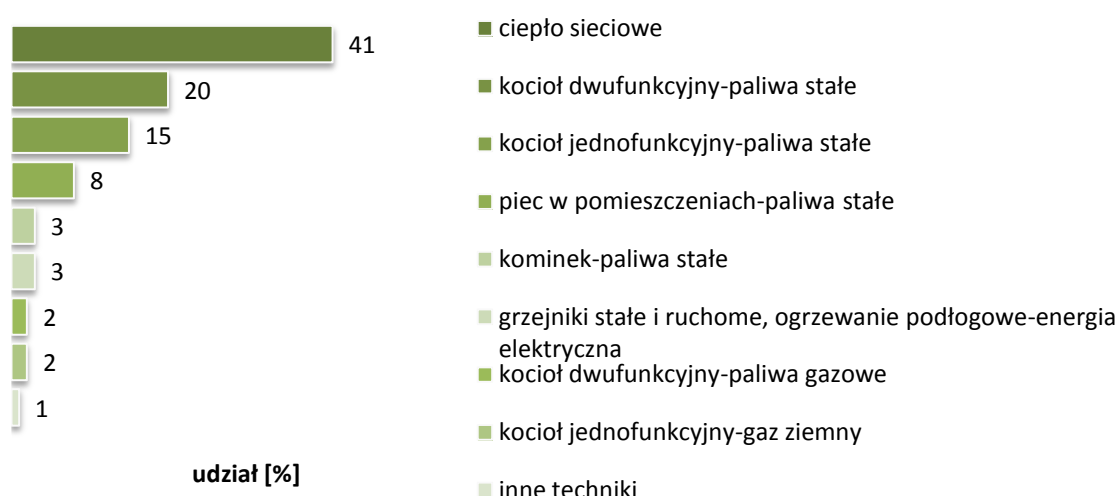 41
20
15
8
3
3
2
2
1
udział [%]
ciepło sieciowe
kocioł dwufunkcyjny-paliwa stałe
kocioł jednofunkcyjny-paliwa stałe
piec w pomieszczeniach-paliwa stałe
kominek-paliwa stałe
grzejniki stałe i ruchome, ogrzewanie podłogowe-energia
elektryczna
kocioł dwufunkcyjny-paliwa gazowe
kocioł jednofunkcyjny-gaz ziemny
inne techniki